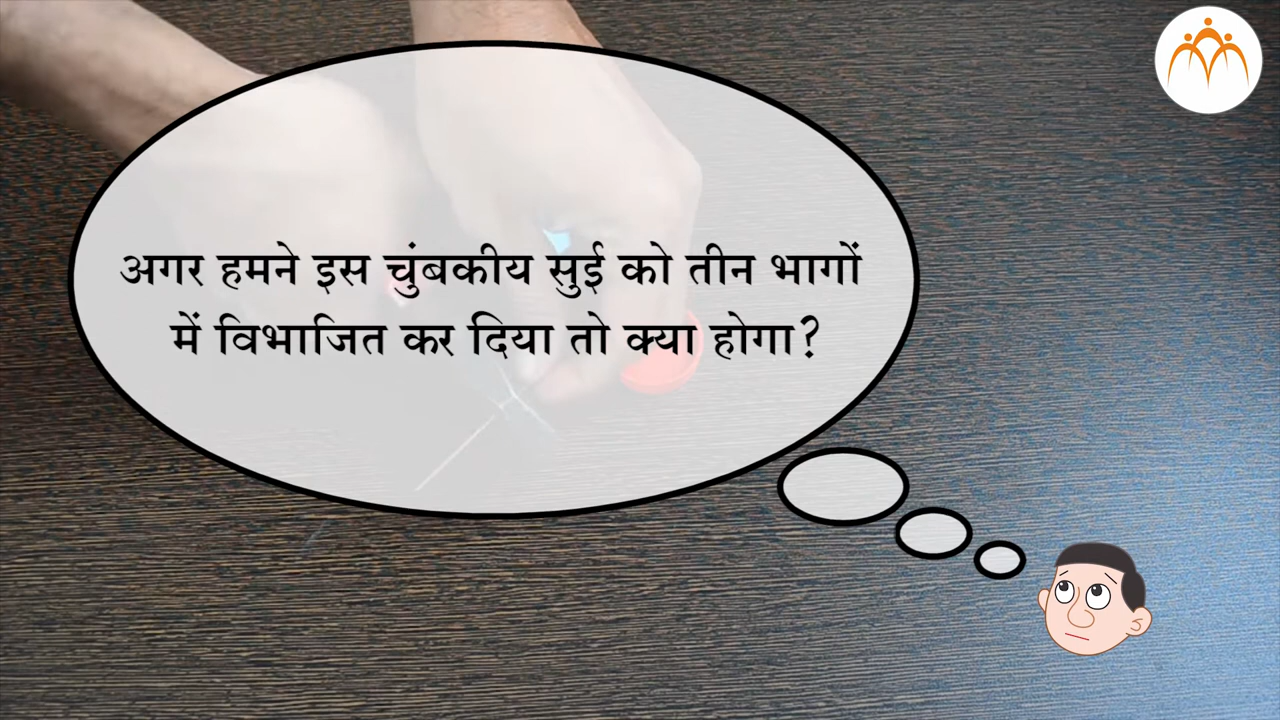 अगर हमने इस चुंबकीय सुई को तीन भागों
में विभाजित कर दिया तो क्या होगा?